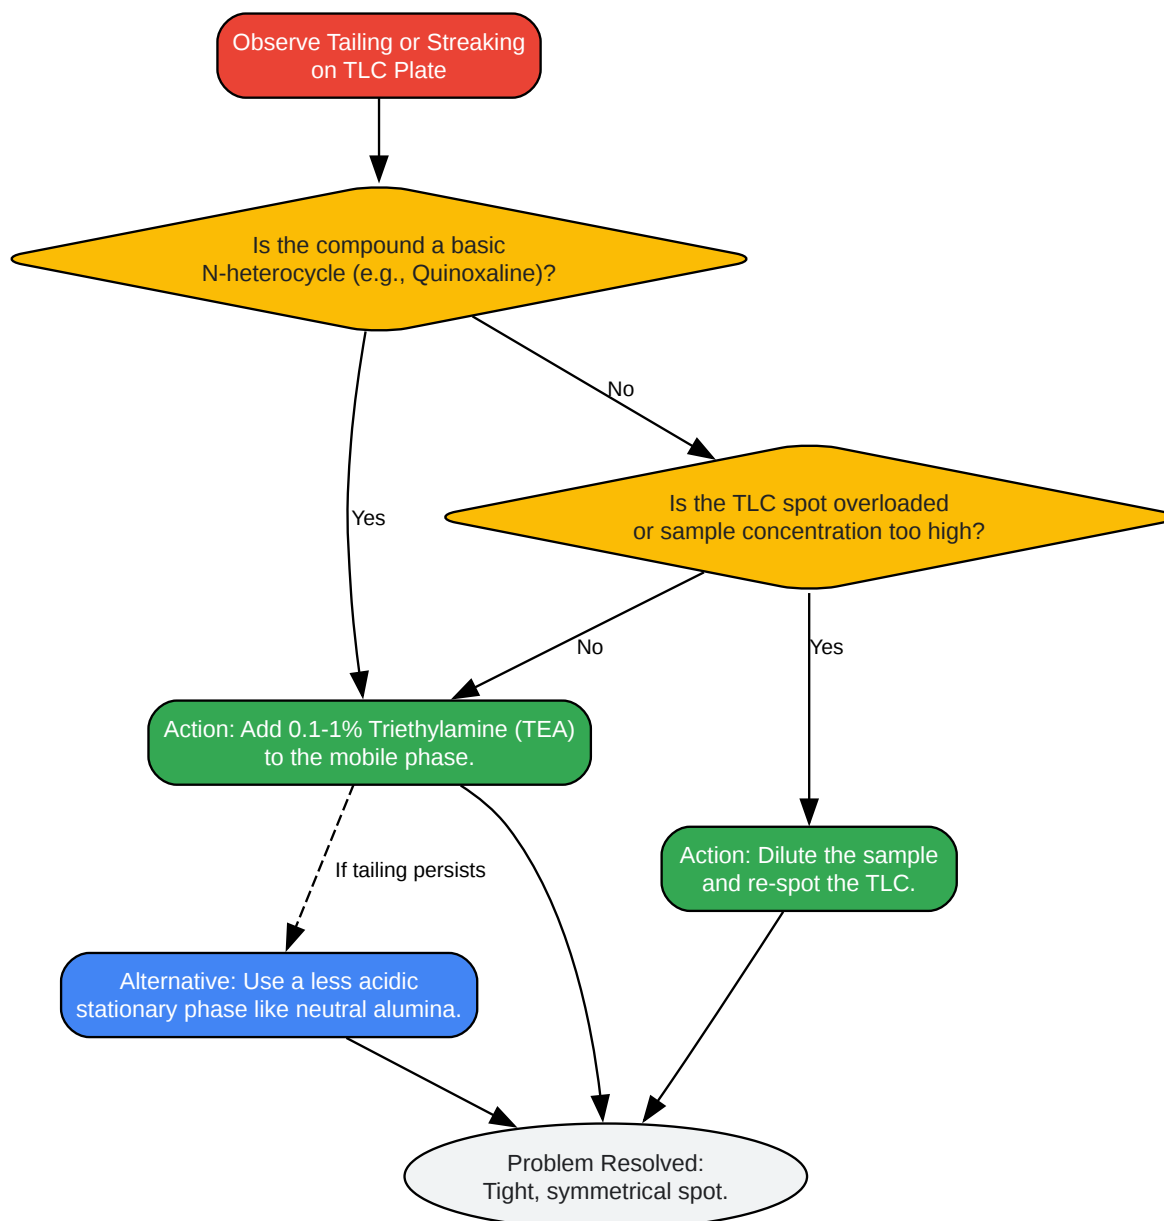 Observe Tailing or Streaking
on TLC Plate
Is the compound a basic
N-heterocycle (e.g., Quinoxaline)?
No
Is the TLC spot overloaded
or sample concentration too high?
Yes
No
Yes
Action: Add 0.1-1% Triethylamine (TEA)
to the mobile phase.
Action: Dilute the sample
and re-spot the TLC.
If tailing persists
Alternative: Use a less acidic
stationary phase like neutral alumina.
Problem Resolved:
Tight, symmetrical spot.